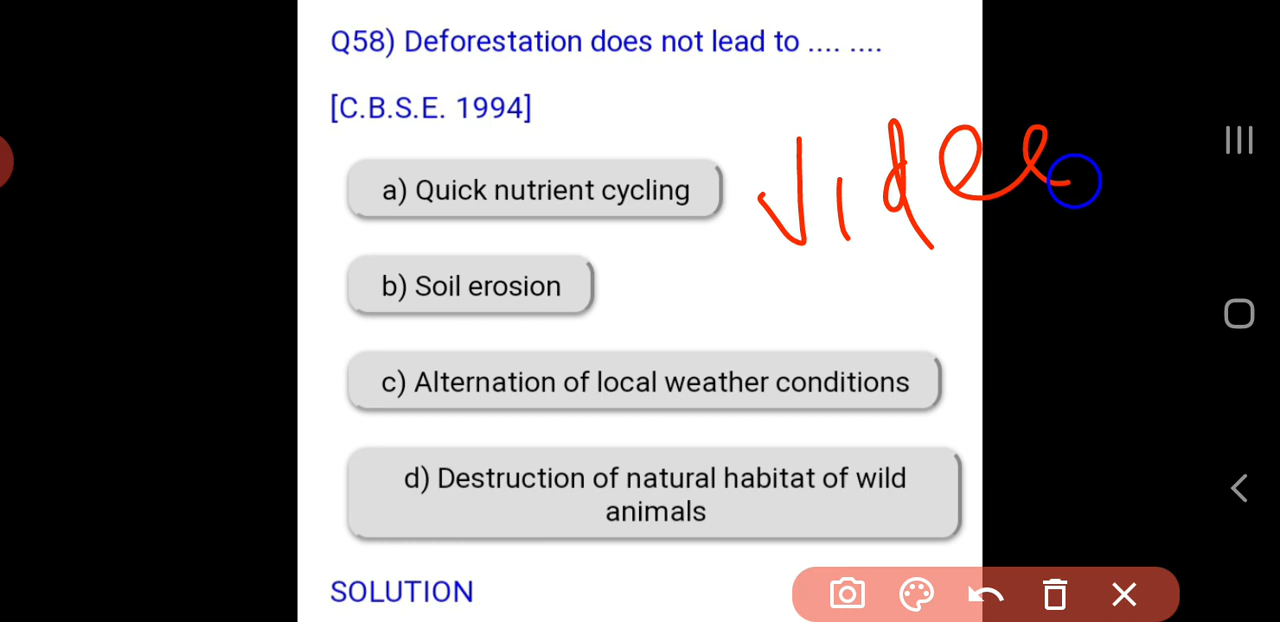 Q58) Deforestation does not lead to .... ....
[C.B.S.E. 1994]
a) Quick nutrient cycling
b) Soil erosion
c) Alternation of local weather conditions
d) Destruction of natural habitat of wild
animals
SOLUTION